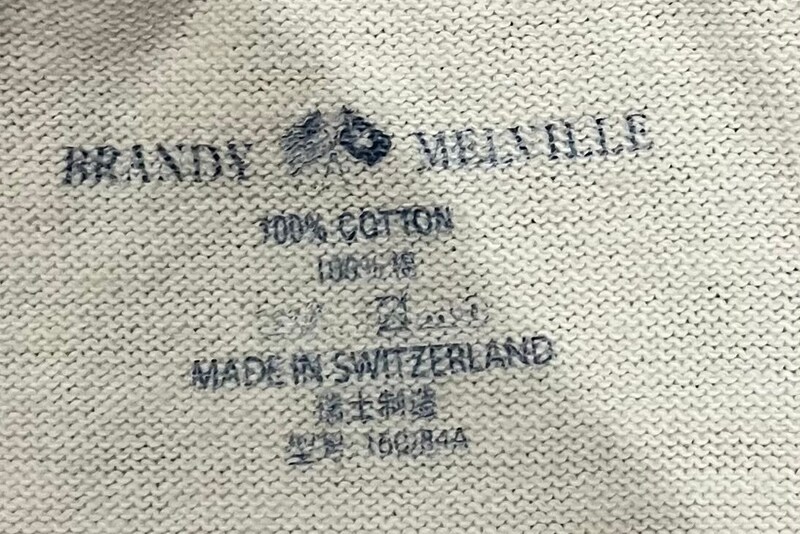 BRANDY MELVILLE
100% COTTON
100% 棉
MADE IN SWITZERLAND
瑞士制造
型号: 160/84A